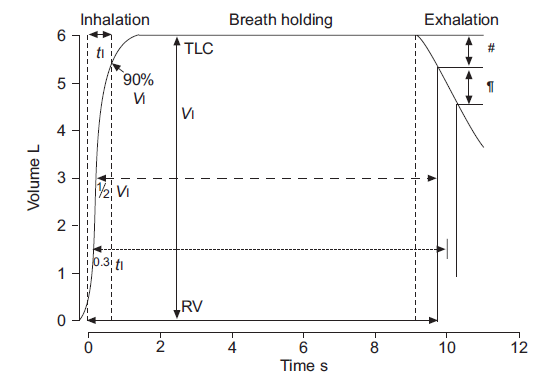 Inhalation Breath holding Exhalation
6
tI
TLC
#
90%
VI
5
VI
¶
4
Volume L
3
½ VI
2
0.3 tI
1
RV
0
0 2 4 6 8 10 12
Time s